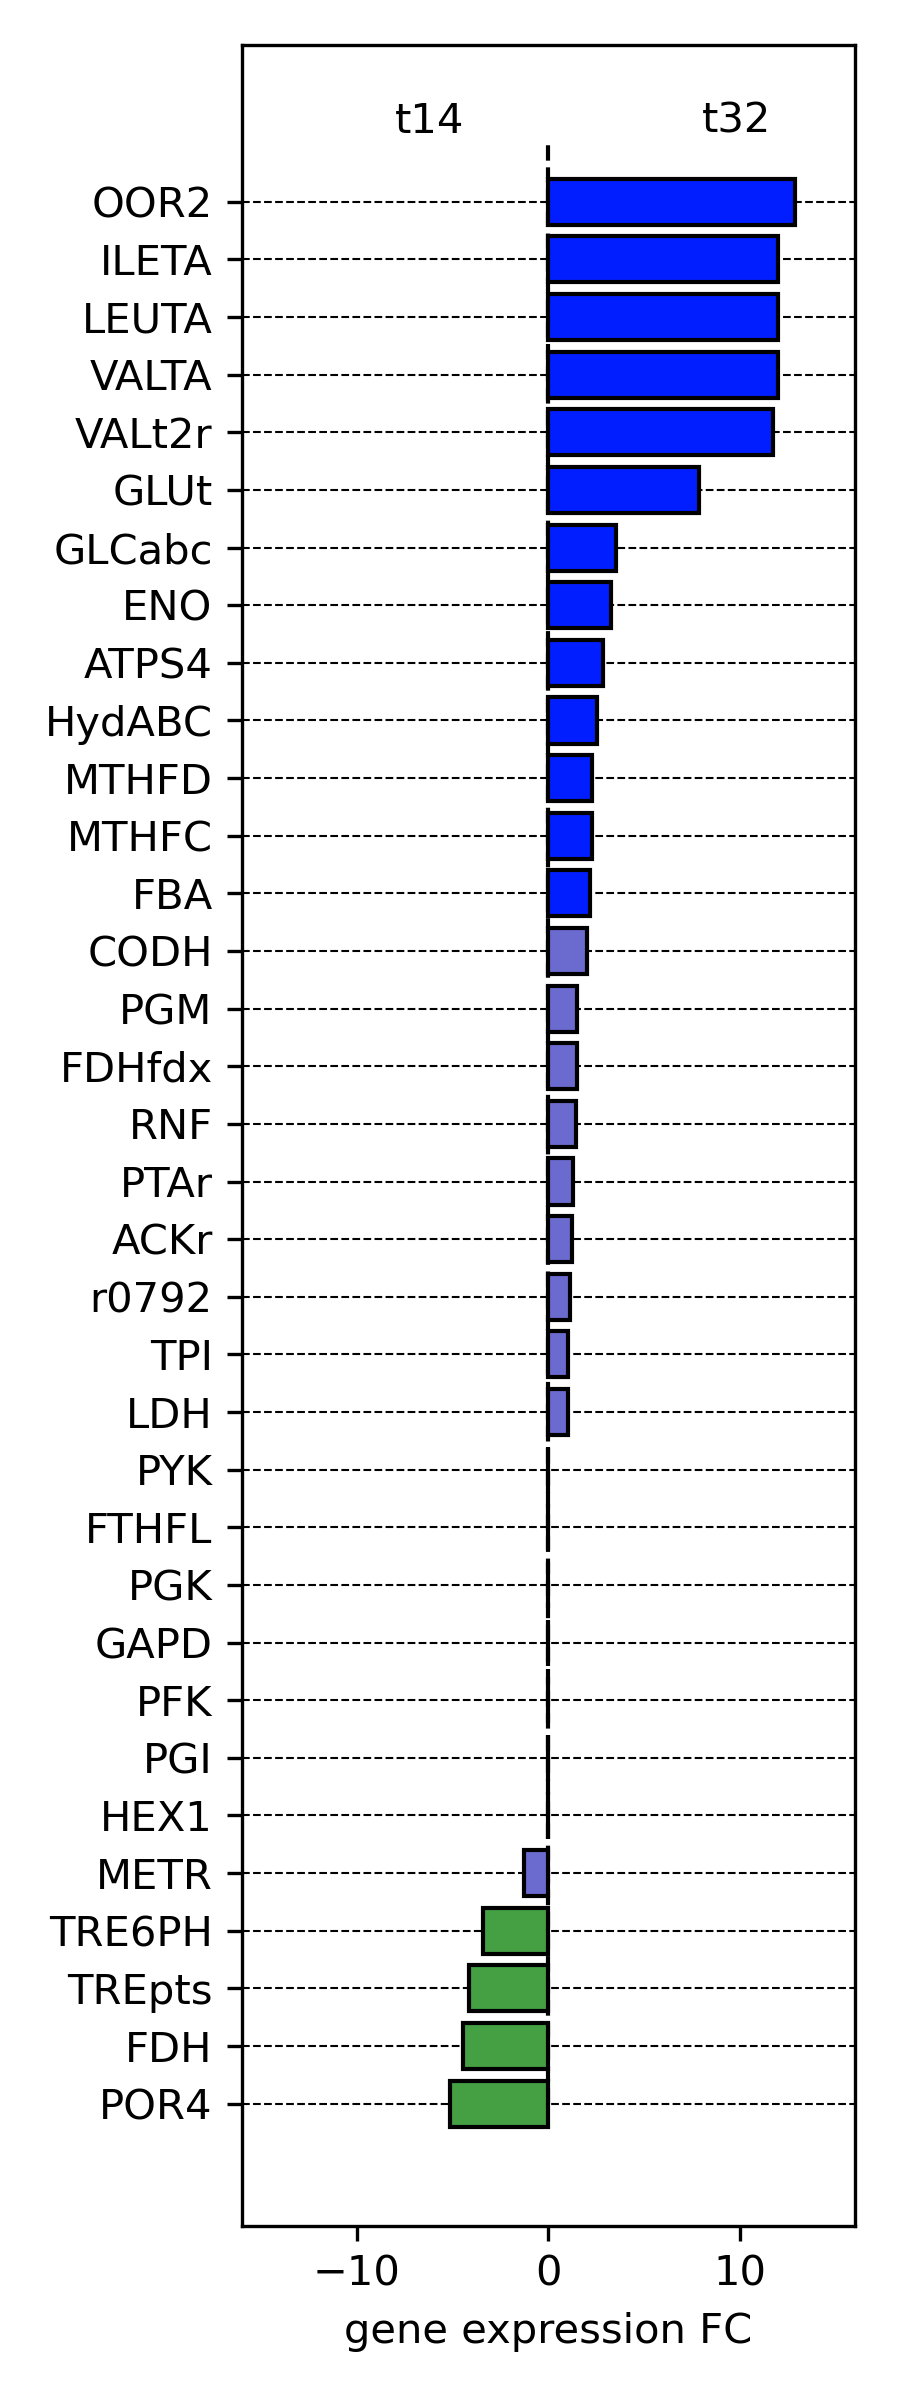 t14 t32
OOR2
ILETA
LEUTA
VALTA
VALt2r
GLUt
GLCabc
ENO
ATPS4
HydABC
MTHFD
MTHFC
FBA
CODH
PGM
FDHfdx
RNF
PTAr
ACKr
r0792
TPI
LDH
PYK
FTHFL
PGK
GAPD
PFK
PGI
HEX1
METR
TRE6PH
TREpts
FDH
POR4
−10 0 10
gene expression FC